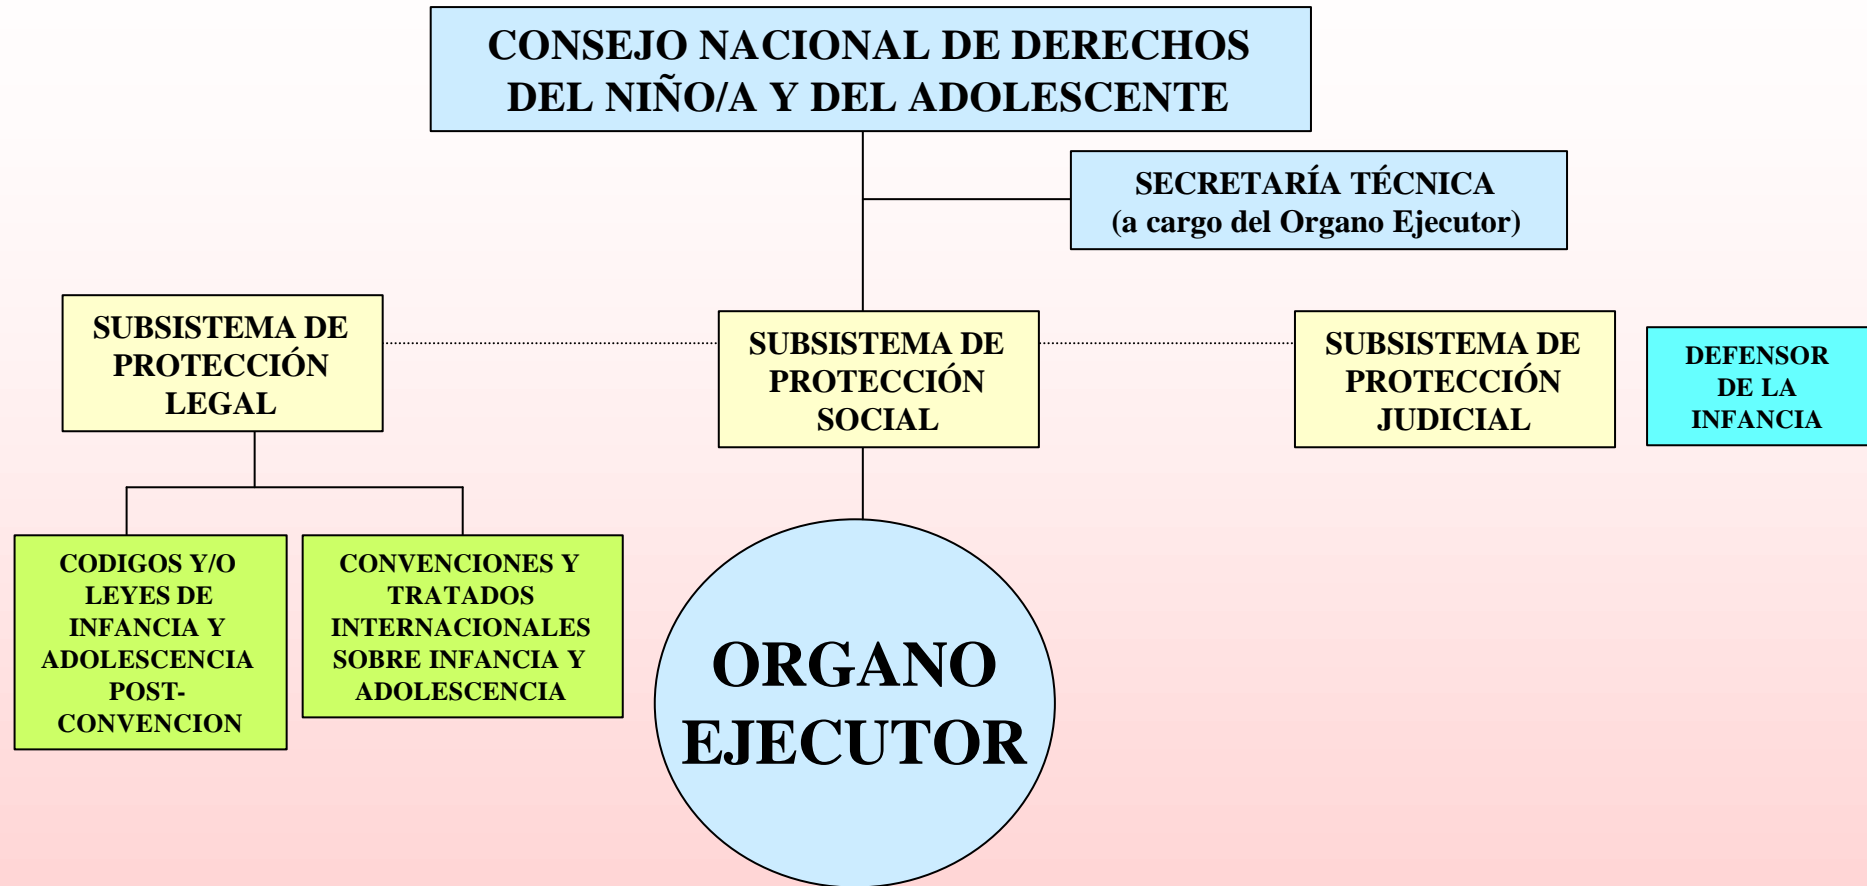 CONSEJO NACIONAL DE DERECHOS
DEL NIÑO/A Y DEL ADOLESCENTE
SECRETARÍA TÉCNICA
(a cargo del Organo Ejecutor)
SUBSISTEMA DE
PROTECCIÓN
LEGAL
SUBSISTEMA DE
PROTECCIÓN
SOCIAL
SUBSISTEMA DE
PROTECCIÓN
JUDICIAL
DEFENSOR
DE LA
INFANCIA
CODIGOS Y/O
LEYES DE
INFANCIA Y
ADOLESCENCIA
POST-
CONVENCION
CONVENCIONES Y
TRATADOS
INTERNACIONALES
SOBRE INFANCIA Y
ADOLESCENCIA
ORGANO
EJECUTOR